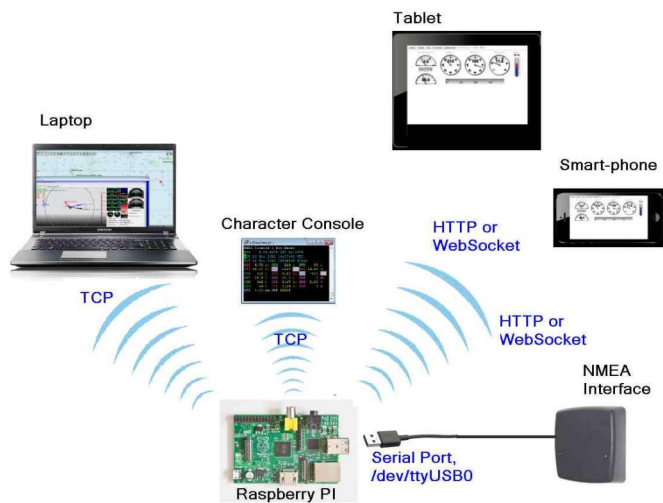 Tablet
Laptop
Smart-phone
Character Console
HTTP or
WebSocket
TCP
TCP
HTTP or
WebSocket
NMEA
Interface
Serial Port,
/dev/ttyUSB0
Raspberry PI